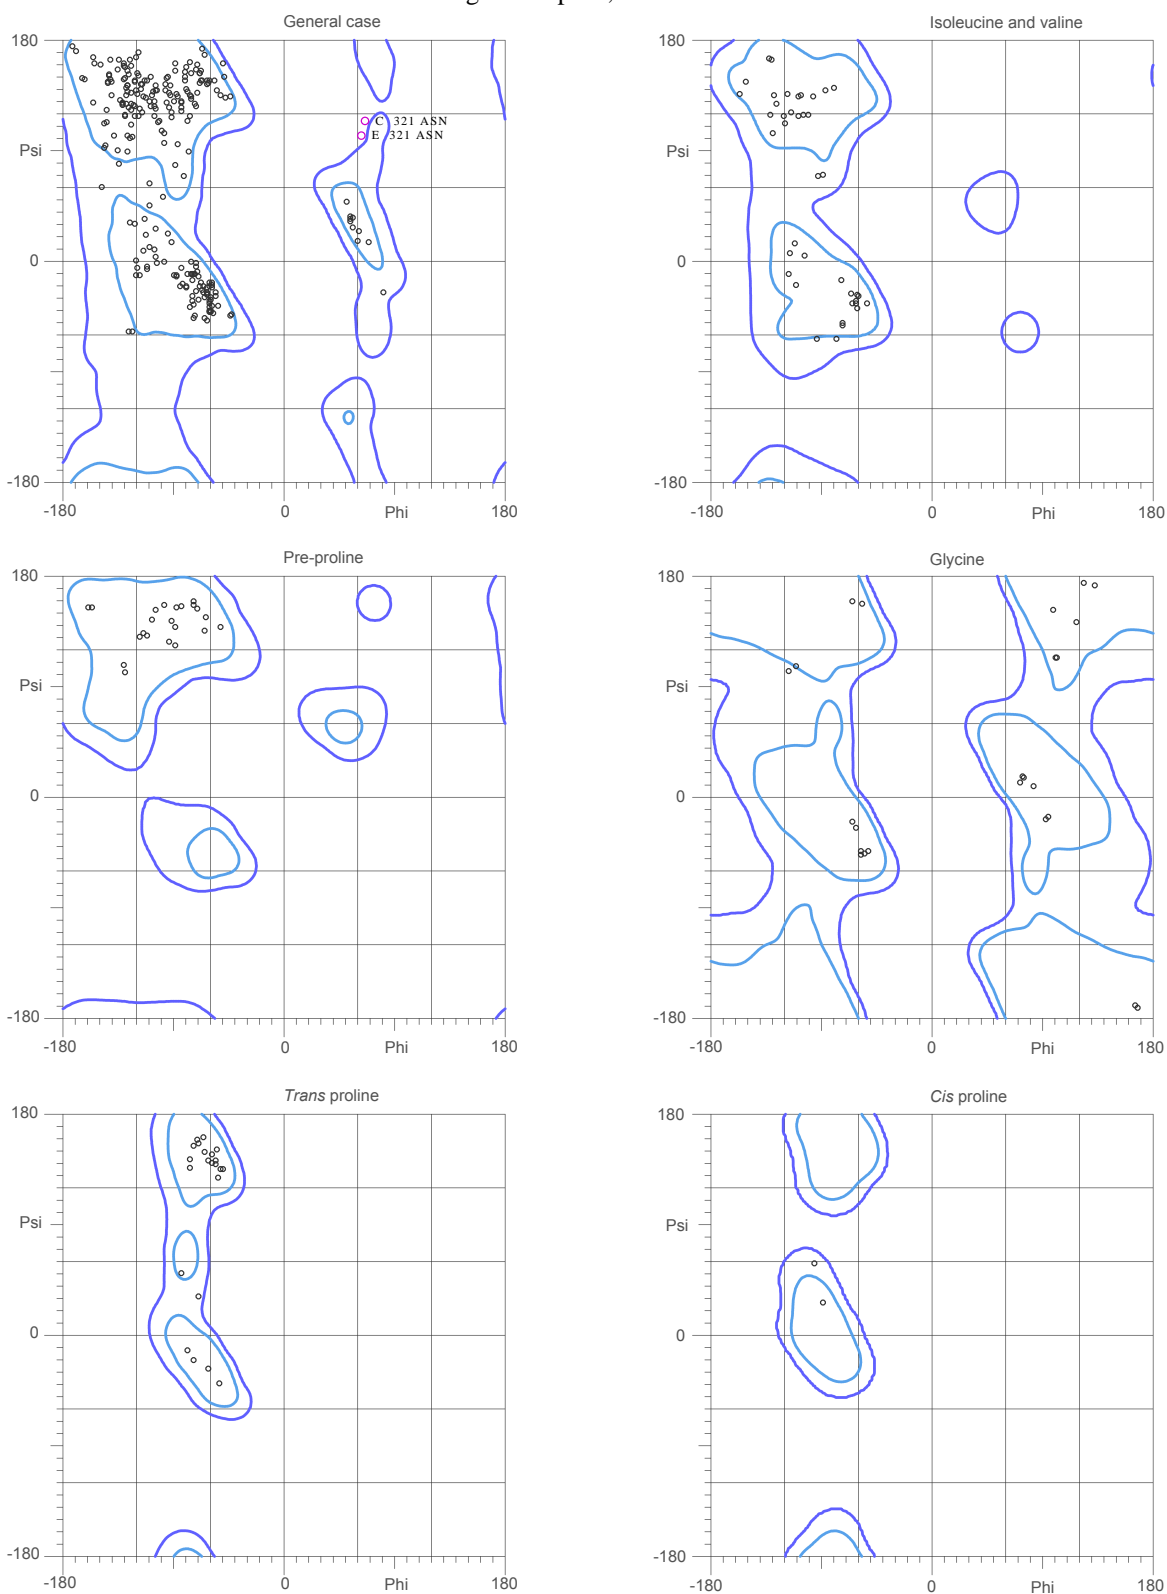 General case
180
Psi
0
-180
-180
0
Phi
180
C 321 ASN
E 321 ASN
Isoleucine and valine
180
Psi
0
-180
-180
0
Phi
180
Pre-proline
180
Psi
0
-180
-180
0
Phi
180
Glycine
180
Psi
0
-180
-180
0
Phi
180
Trans proline
180
Psi
0
-180
-180
0
Phi
180
Cis proline
180
Psi
0
-180
-180
0
Phi
180